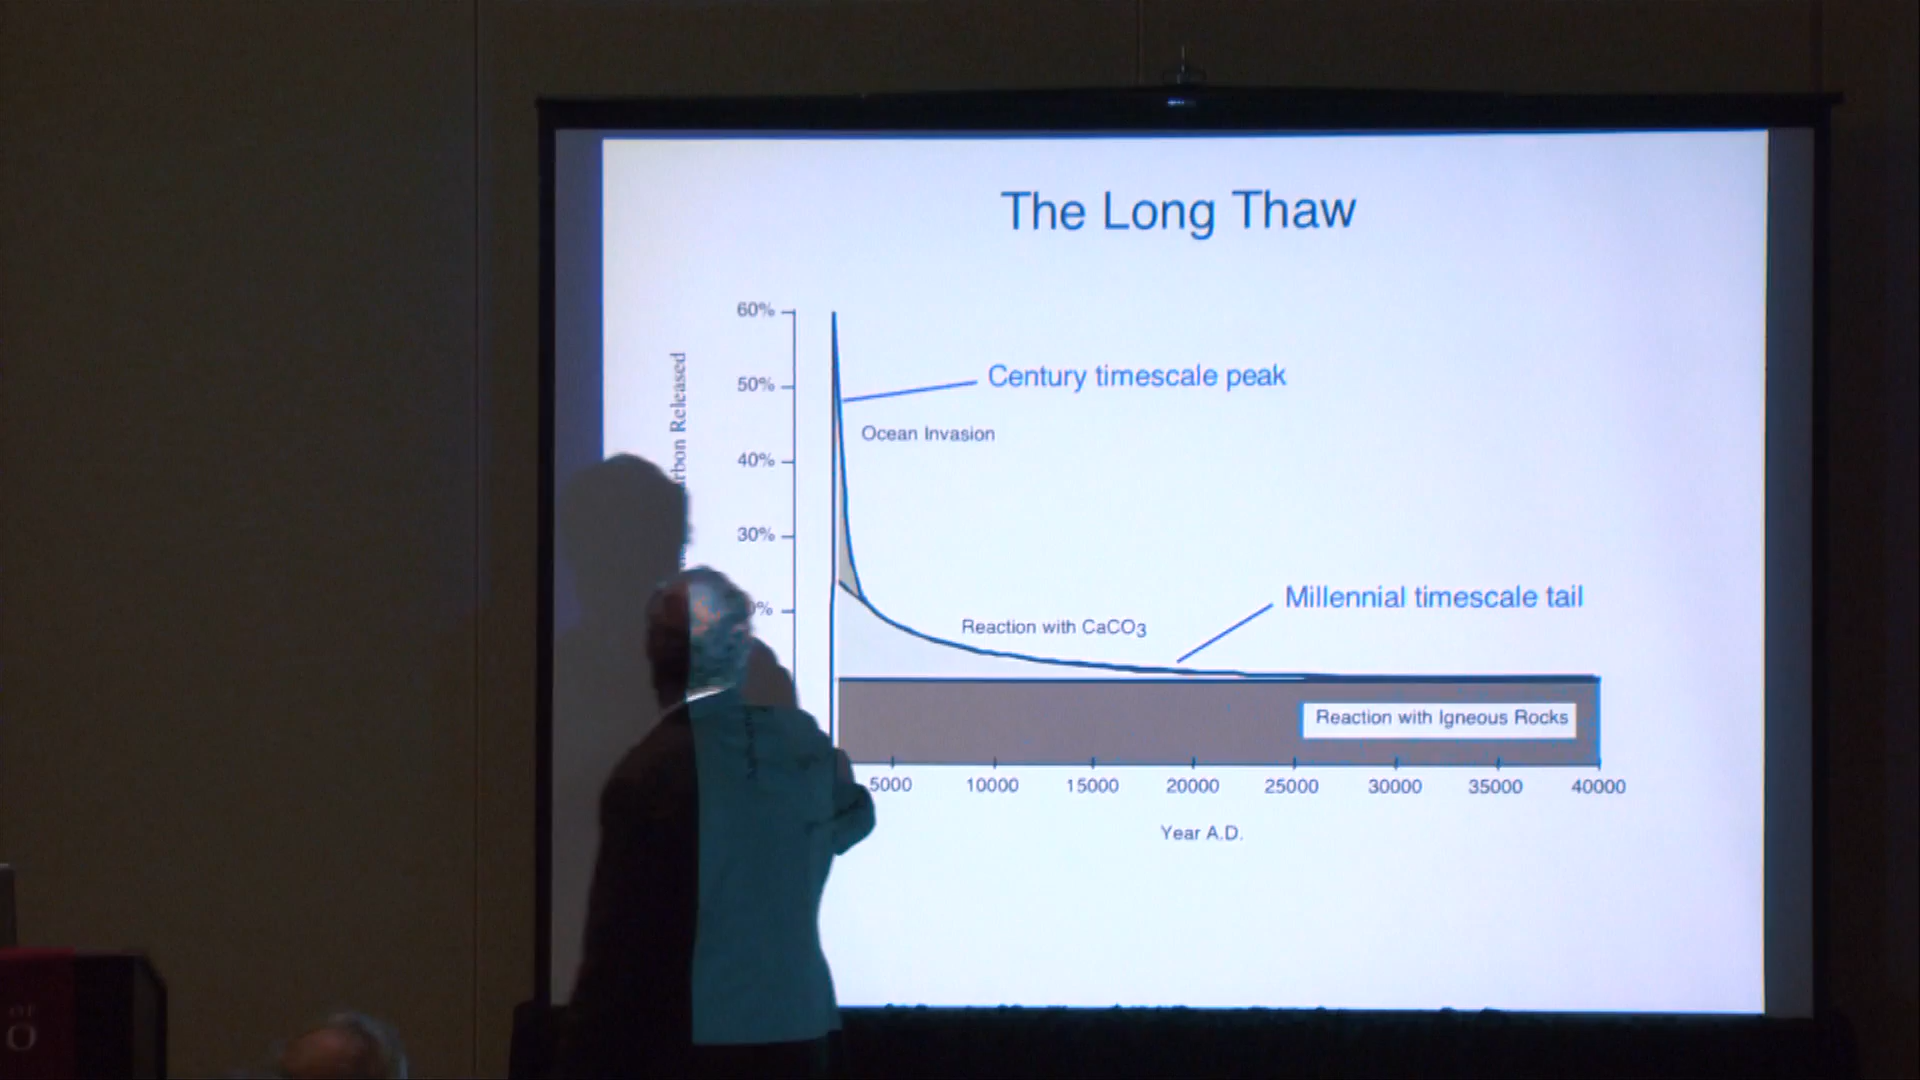 The Long Thaw
60%
50%
40%
30%
Released
Century timescale peak
Ocean Invasion
Millennial timescale tail
Reaction with CaCO3
Reaction with Igneous Rocks
5000 10000 15000 20000 25000 30000 35000 40000
Year A.D.
O